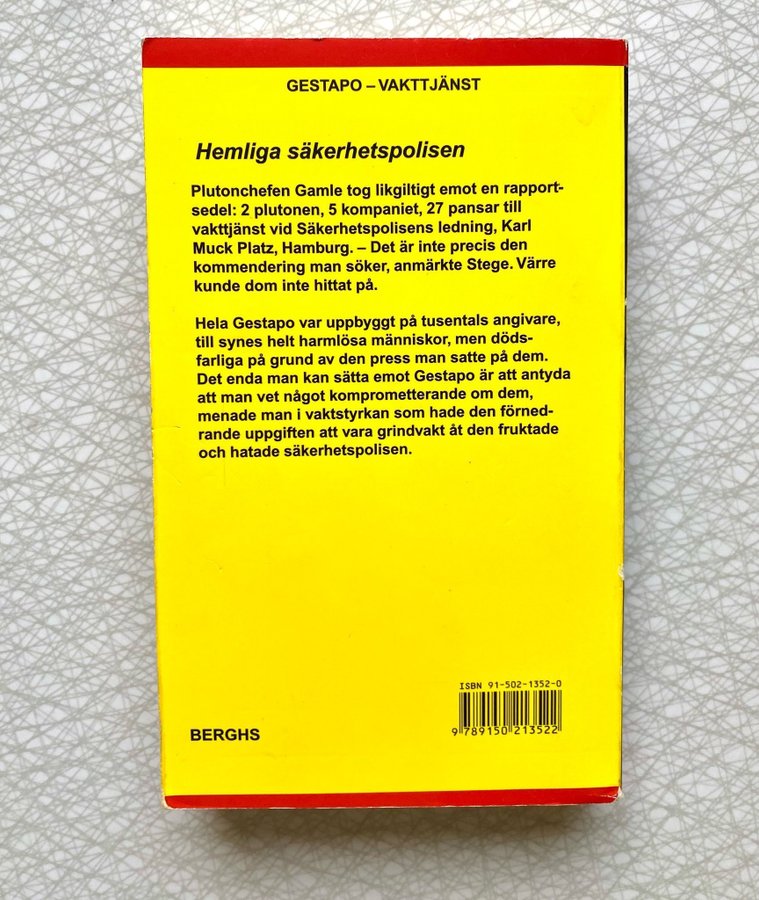 GESTAPO – VAKTTJÄNST
Hemliga säkerhetspolisen
Plutonchefen Gamle tog likgiltigt emot en rapport-
sedel: 2 plutonen, 5 kompaniet, 27 pansar till
vakttjänst vid Säkerhetspolisens ledning, Karl
Muck Platz, Hamburg. – Det är inte precis den
kommendering man söker, anmärkte Stege. Värre
kunde dom inte hittat på.
Hela Gestapo var uppbyggt på tusentals angivare,
till synes helt harmlösa människor, men döds-
farliga på grund av den press man satte på dem.
Det enda man kan sätta emot Gestapo är att antyda
att man vet något komprometterande om dem,
menade man i vaktstyrkan som hade den förned-
rande uppgiften att vara grindvakt åt den fruktade
och hatade säkerhetspolisen.
ISBN 91-502-1352-0
9 789150 213522
BERGHS